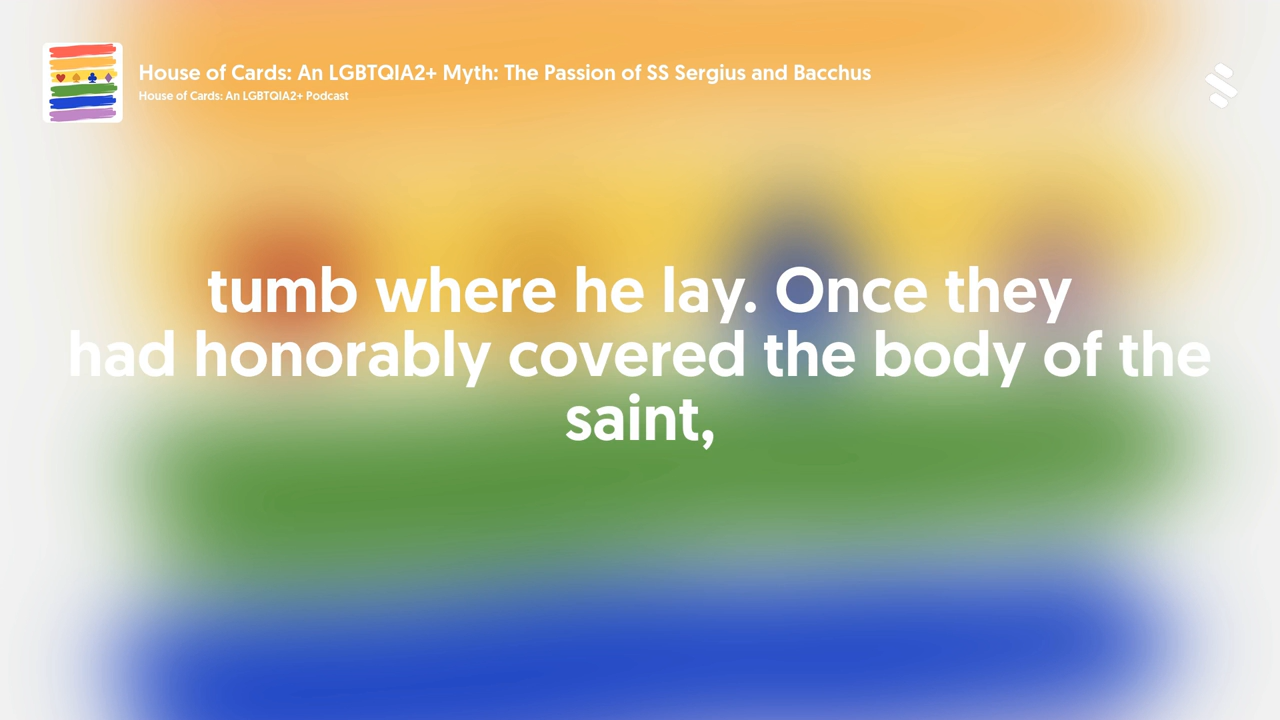 House of Cards: An LGBTQIA2+ Myth: The Passion of SS Sergius and Bacchus
House of Cards: An LGBTQIA2+ Podcast
tumb where he lay. Once they
had honorably covered the body of the
saint,